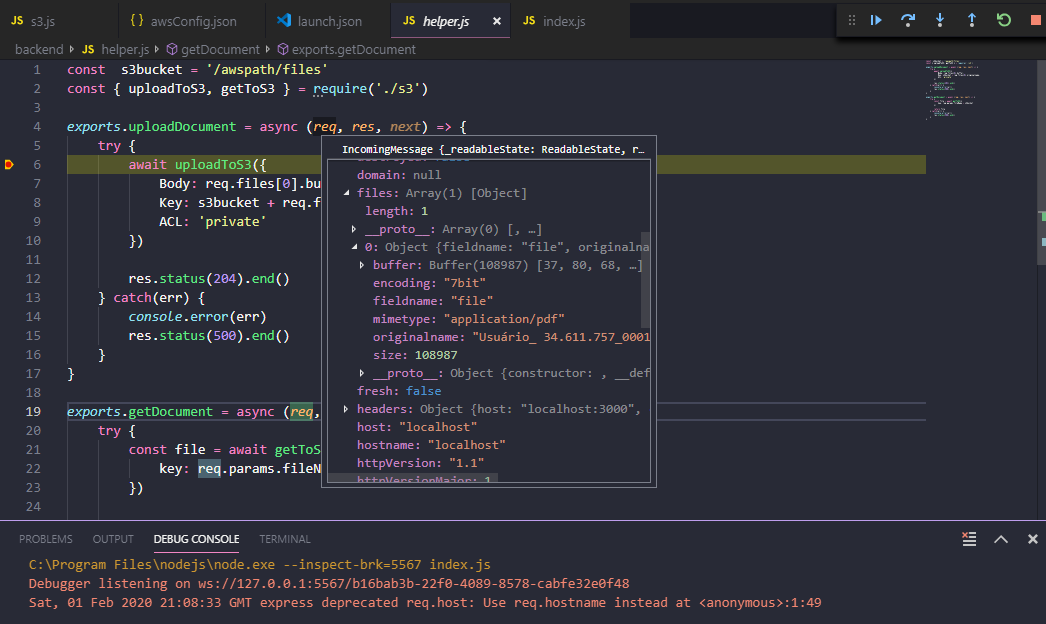 JS s3.js
{} awsConfig.json
launch.json
JS helper.js
JS index.js
backend JS helper.js getDocument exports.getDocument
1 const s3bucket = '/awspath/files'
2 const { uploadToS3, getToS3 } = require('./s3')
3
4 exports.uploadDocument = async (req, res, next) => {
5 try {
6 await uploadToS3({
7 Body: req.files[0].bu
8 Key: s3bucket + req.f
9 ACL: 'private'
10 })
11
12 res.status(204).end()
13 } catch(err) {
14 console.error(err)
15 res.status(500).end()
16 }
17 }
18
19 exports.getDocument = async (req,
20 try {
21 const file = await getToS
22 key: req.params.fileN
23 })
24
IncomingMessage {_readableState: ReadableState, r…
domain: null
files: Array(1) [Object]
length: 1
__proto__: Array(0) [, …]
0: Object {fieldname: "file", originalna
buffer: Buffer(108987) [37, 80, 68, …]
encoding: "7bit"
fieldname: "file"
mimetype: "application/pdf"
originalname: "Usuário_ 34.611.757_0001
size: 108987
__proto__: Object {constructor: , __def
fresh: false
headers: Object {host: "localhost:3000",
host: "localhost"
hostname: "localhost"
httpVersion: "1.1"
httpVersionMajor: 1
PROBLEMS OUTPUT DEBUG CONSOLE TERMINAL
C:\Program Files\nodejs\node.exe --inspect-brk=5567 index.js
Debugger listening on ws://127.0.0.1:5567/b16bab3b-22f0-4089-8578-cabfe32e0f48
Sat, 01 Feb 2020 21:08:33 GMT express deprecated req.host: Use req.hostname instead at <anonymous>:1:49